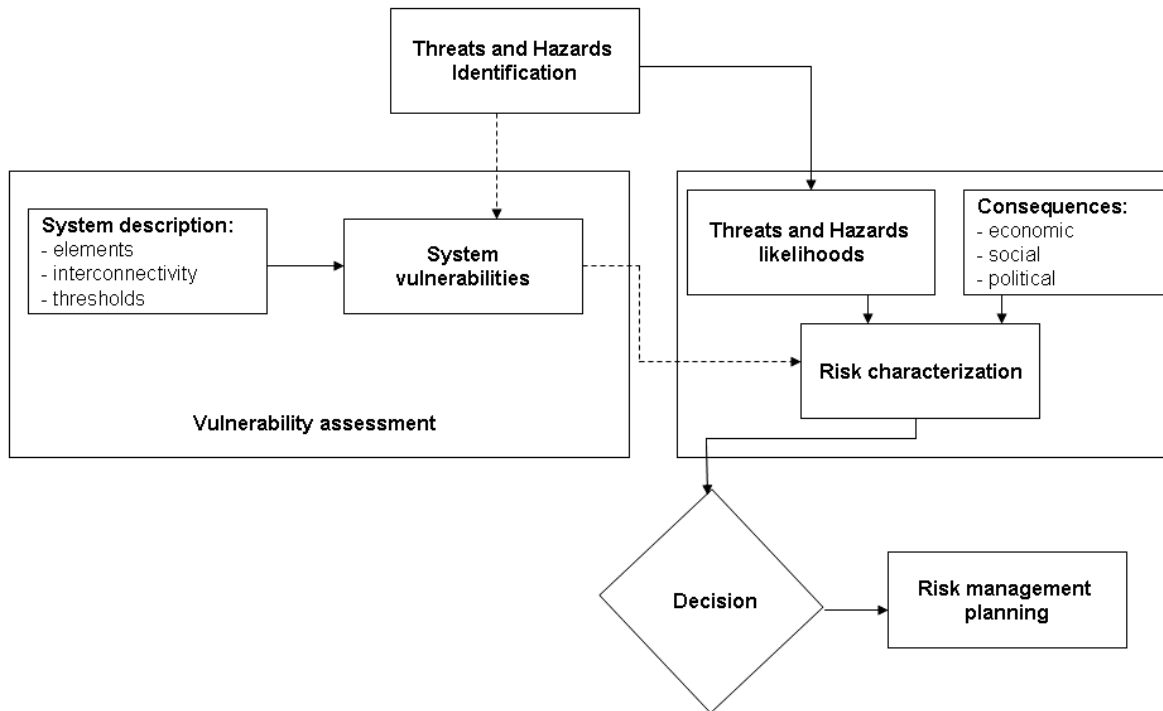 Threats and Hazards
Identification
System description:
- elements
- interconnectivity
- thresholds
System
vulnerabilities
Vulnerability assessment
Threats and Hazards
likelihoods
Consequences:
- economic
- social
- political
Risk characterization
Decision
Risk management
planning